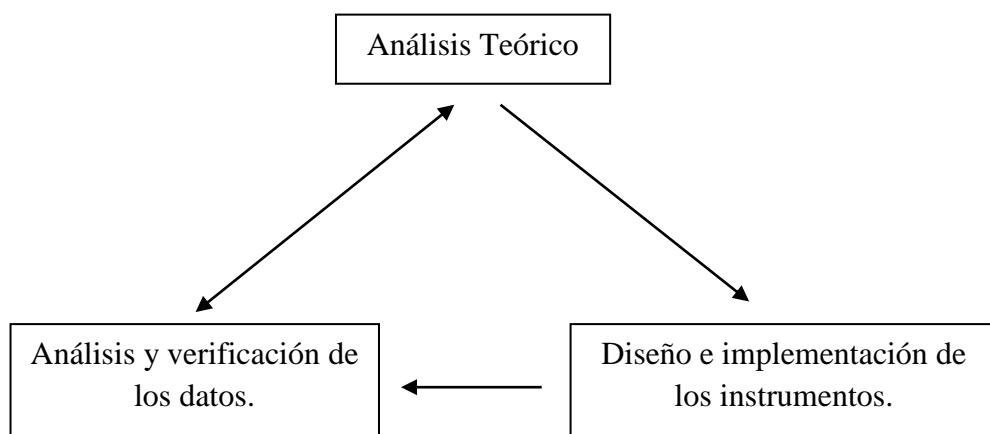 Análisis Teórico
Análisis y verificación de
los datos.
Diseño e implementación de
los instrumentos.